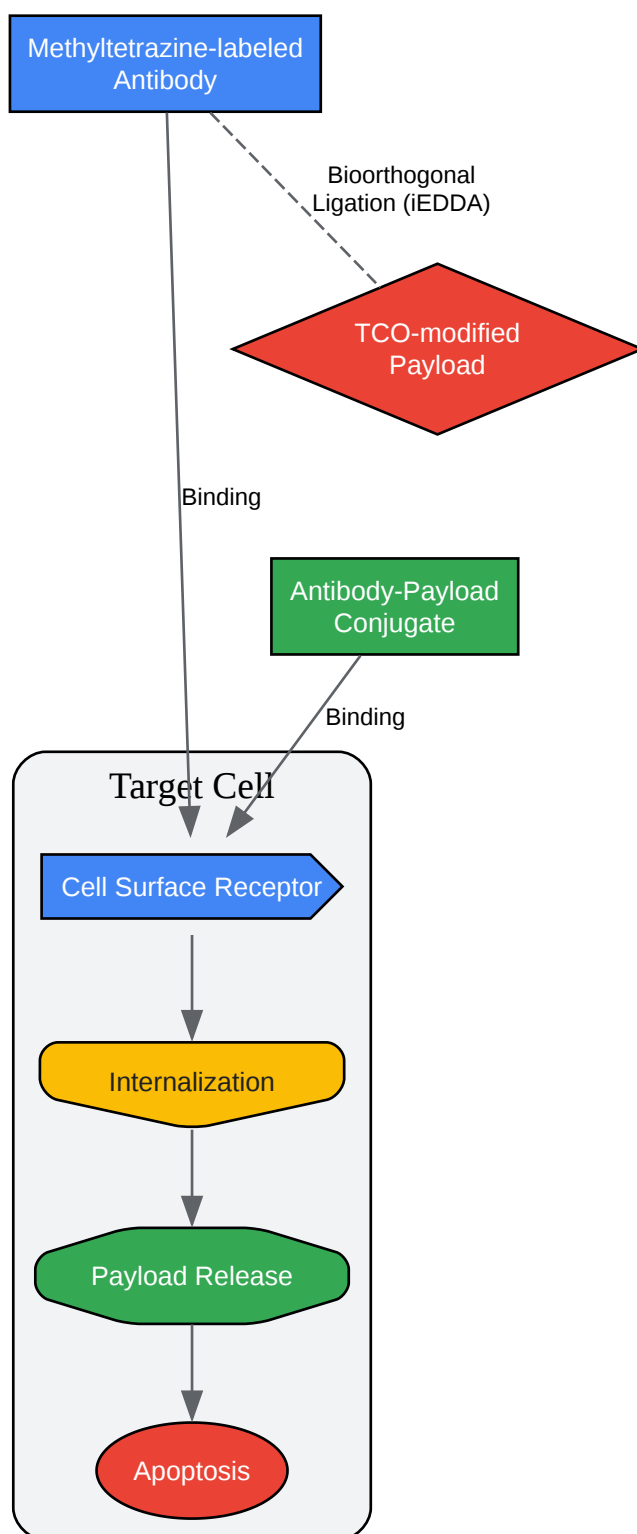 Methyltetrazine-labeled
Antibody
Bioorthogonal
Ligation (iEDDA)
TCO-modified
Payload
Binding
Antibody-Payload
Conjugate
Binding
Target Cell
Cell Surface Receptor
Internalization
Payload Release
Apoptosis